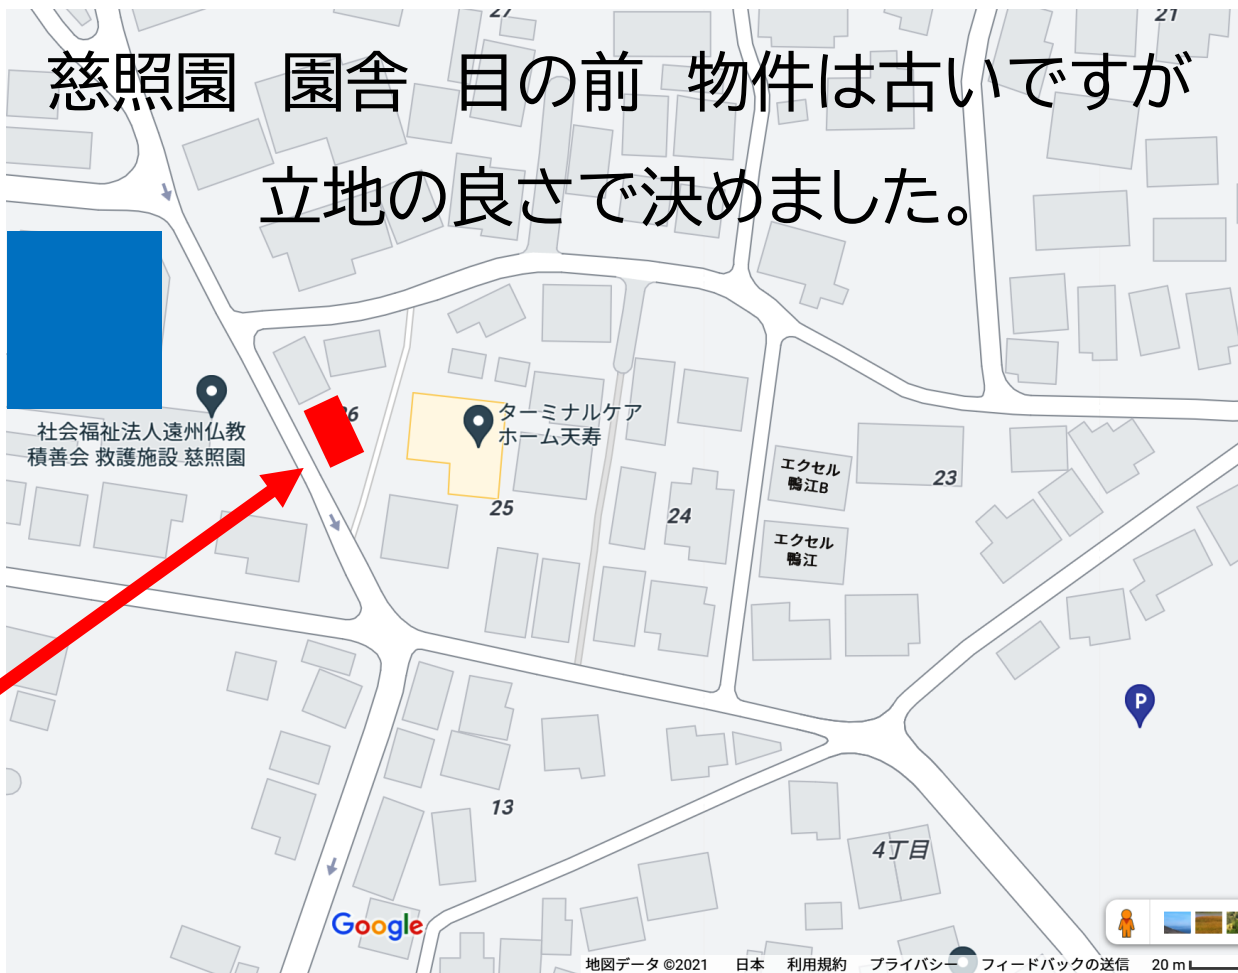 27
21
慈照園　園舎　目の前　物件は古いですが
立地の良さで決めました。
社会福祉法人遠州仏教
積善会 救護施設 慈照園
ターミナルケア
ホーム天寿
エクセル
鴨江B
23
25
24
エクセル
鴨江
P
13
4丁目
Google
地図データ ©2021 日本 利用規約 プライバシー フィードバックの送信 20 m